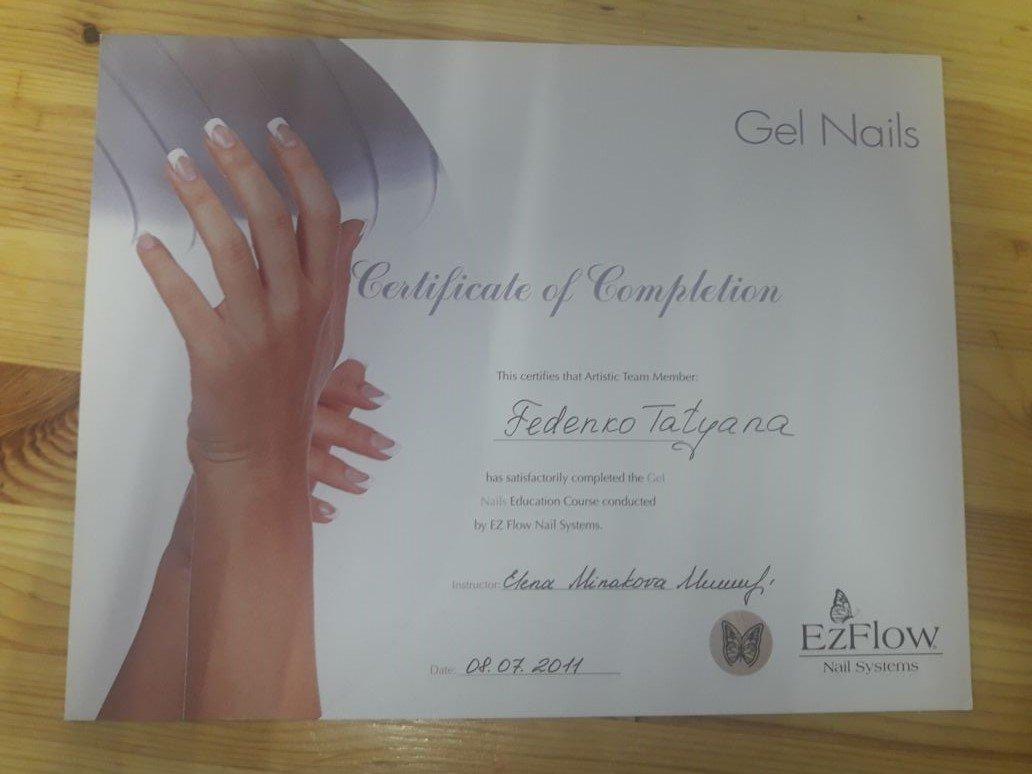 Gel Nails
Certificate of Completion
This certifies that Artistic Team Member:
Fedenko Tatyana
has satisfactorily completed the Gel
Nails Education Course conducted
by EZ Flow Nail Systems.
Instructor: Elena Minakova
Date: 08.07.2011
EzFlow
Nail Systems